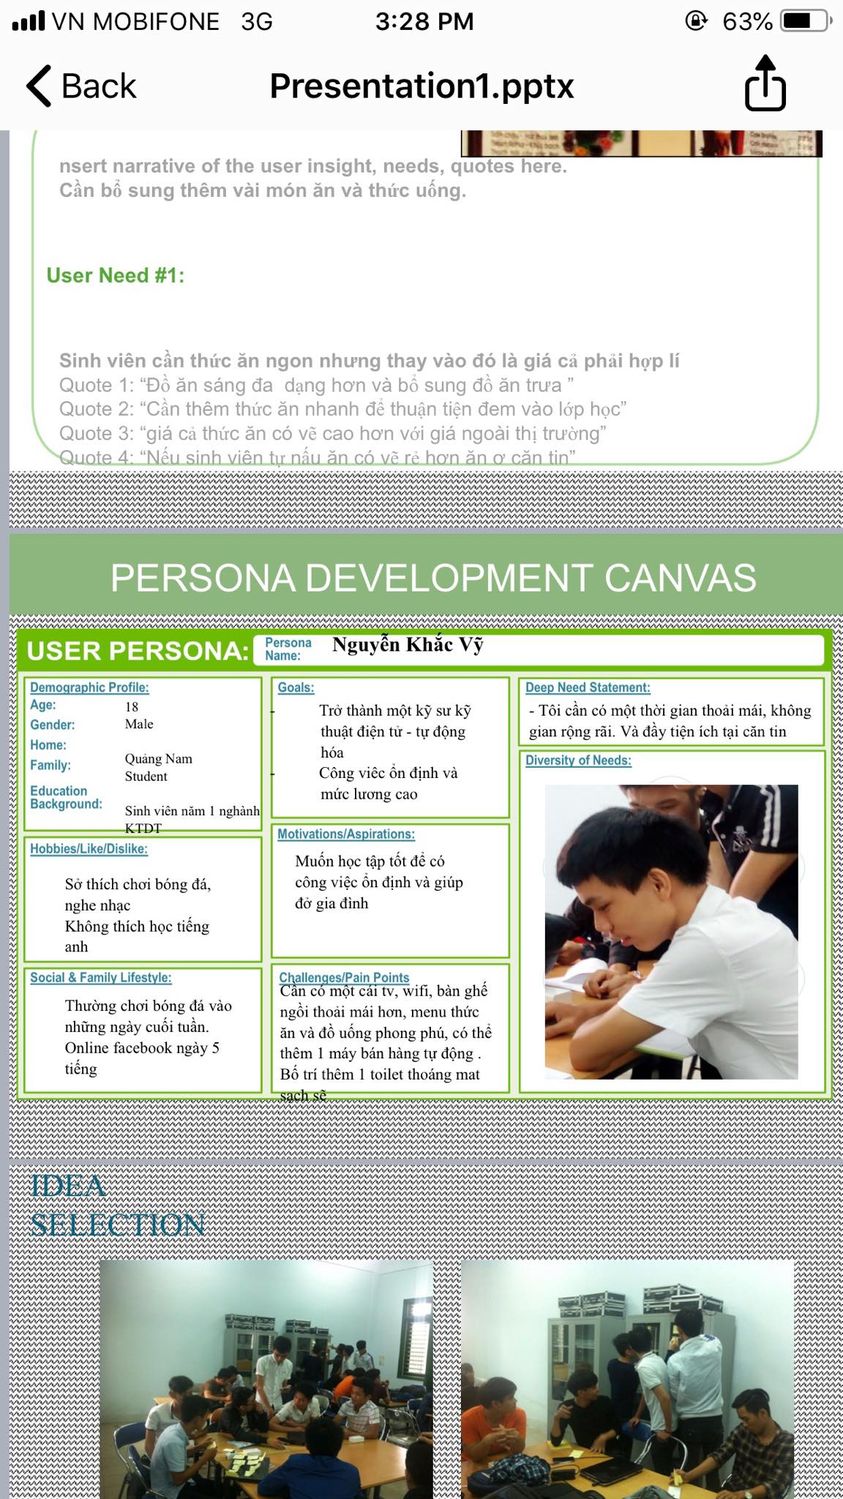 VN MOBIFONE 3G 3:28 PM 63%
Back Presentation1.pptx
nsert narrative of the user insight, needs, quotes here.
Cần bổ sung thêm vài món ăn và thức uống.
User Need #1:
Sinh viên cần thức ăn ngon nhưng thay vào đó là giá cả phải hợp lí
Quote 1: “Đồ ăn sáng đa dạng hơn và bổ sung đồ ăn trưa ”
Quote 2: “Cần thêm thức ăn nhanh để thuận tiện đem vào lớp học”
Quote 3: “giá cả thức ăn có vẽ cao hơn với giá ngoài thị trường”
Quote 4: “Nếu sinh viên tự nấu ăn có vẽ rẻ hơn ăn ơ căn tin”
PERSONA DEVELOPMENT CANVAS
USER PERSONA:
Persona
Name:
Nguyễn Khắc Vỹ
Demographic Profile:
Age: 18
Gender: Male
Home:
Quảng Nam
Family:
Student
Education
Background:
Sinh viên năm 1 nghành
KTDT
Hobbies/Like/Dislike:
Sở thích chơi bóng đá,
nghe nhạc
Không thích học tiếng
anh
Social & Family Lifestyle:
Thường chơi bóng đá vào
những ngày cuối tuần.
Online facebook ngày 5
tiếng
Goals:
- Trở thành một kỹ sư kỹ
thuật điện tử - tự động
hóa
- Công viêc ổn định và
mức lương cao
Motivations/Aspirations:
Muốn học tập tốt để có
công việc ổn định và giúp
đở gia đình
Challenges/Pain Points
Cần có một cái tv, wifi, bàn ghế
ngồi thoải mái hơn, menu thức
ăn và đồ uống phong phú, có thể
thêm 1 máy bán hàng tự động .
Bố trí thêm 1 toilet thoáng mat
sạch sẽ
Deep Need Statement:
- Tôi cần có một thời gian thoải mái, không
gian rộng rãi. Và đầy tiện ích tại căn tin
Diversity of Needs:
IDEA
SELECTION